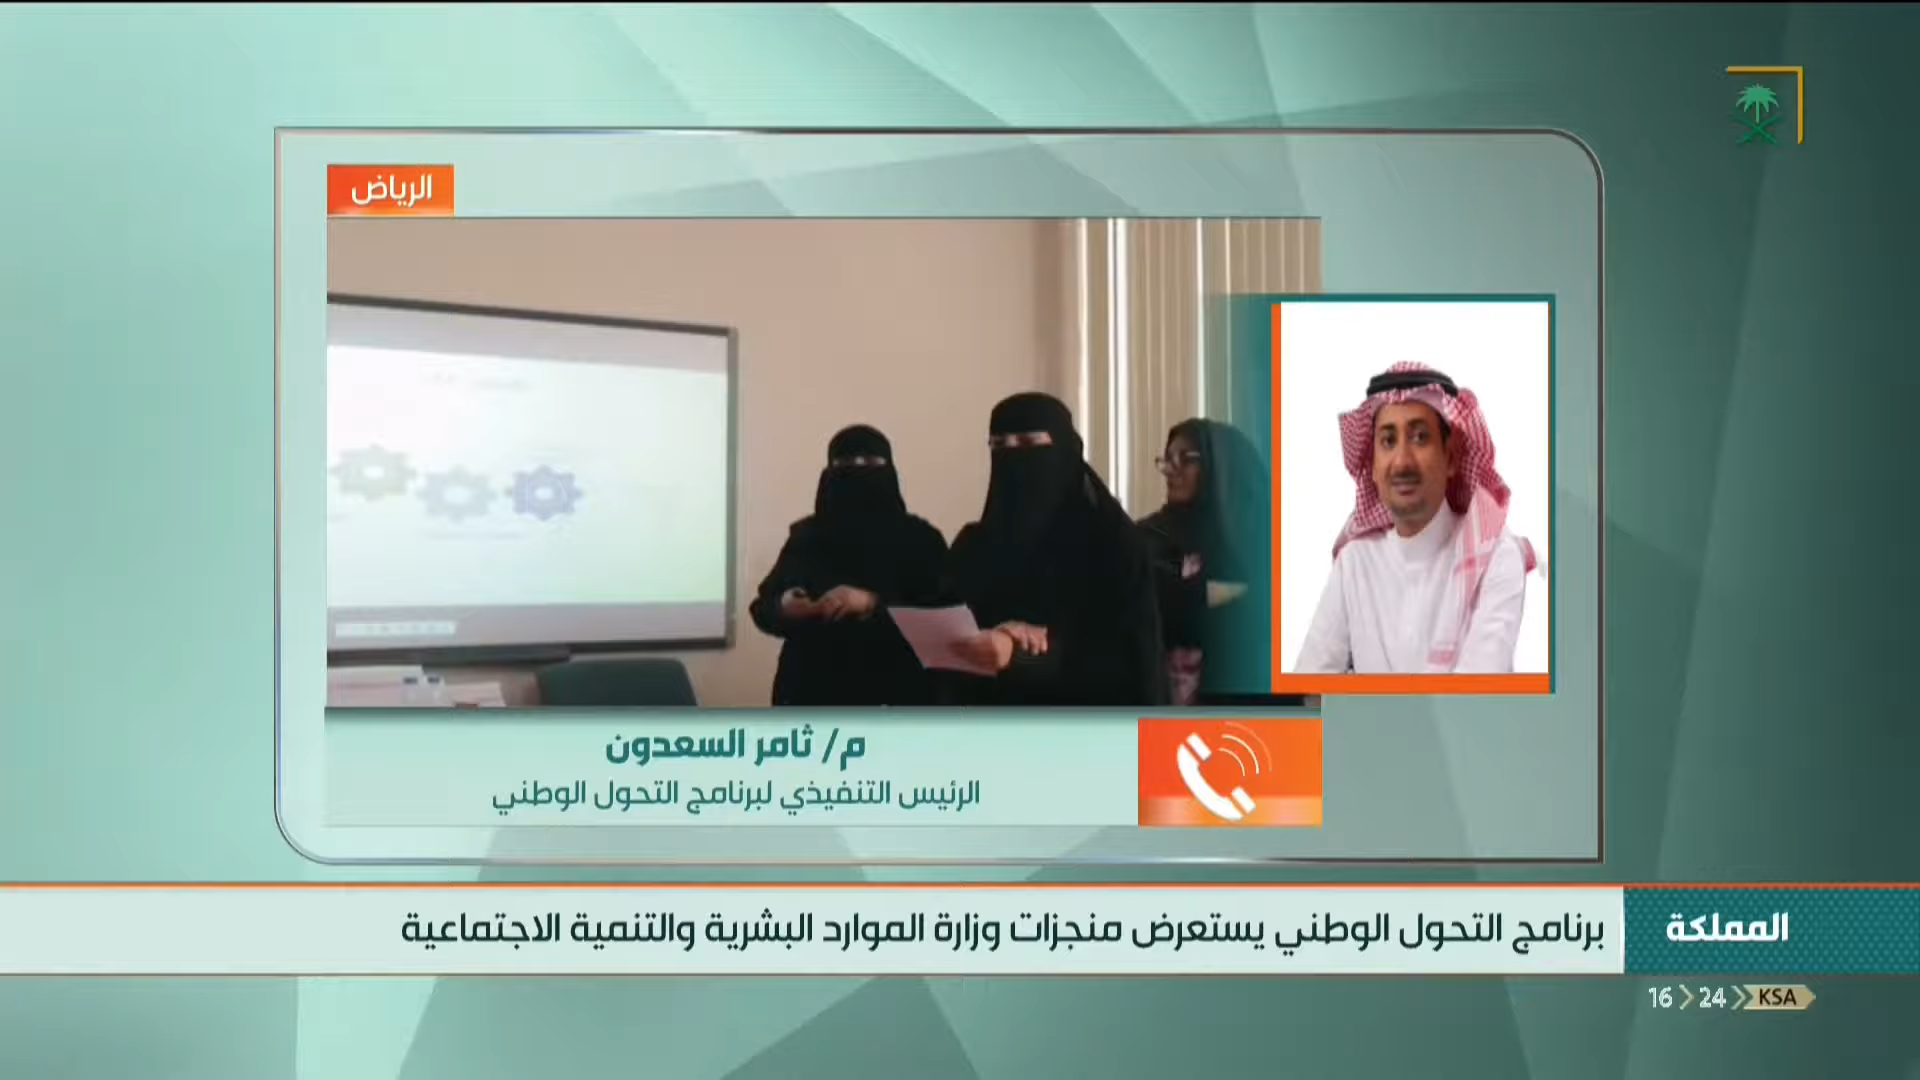 الرياض
م/ ثامر السعدون
الرئيس التنفيذي لبرنامج التحول الوطني
المملكة
برنامج التحول الوطني يستعرض منجزات وزارة الموارد البشرية والتنمية الاجتماعية
16 24 KSA